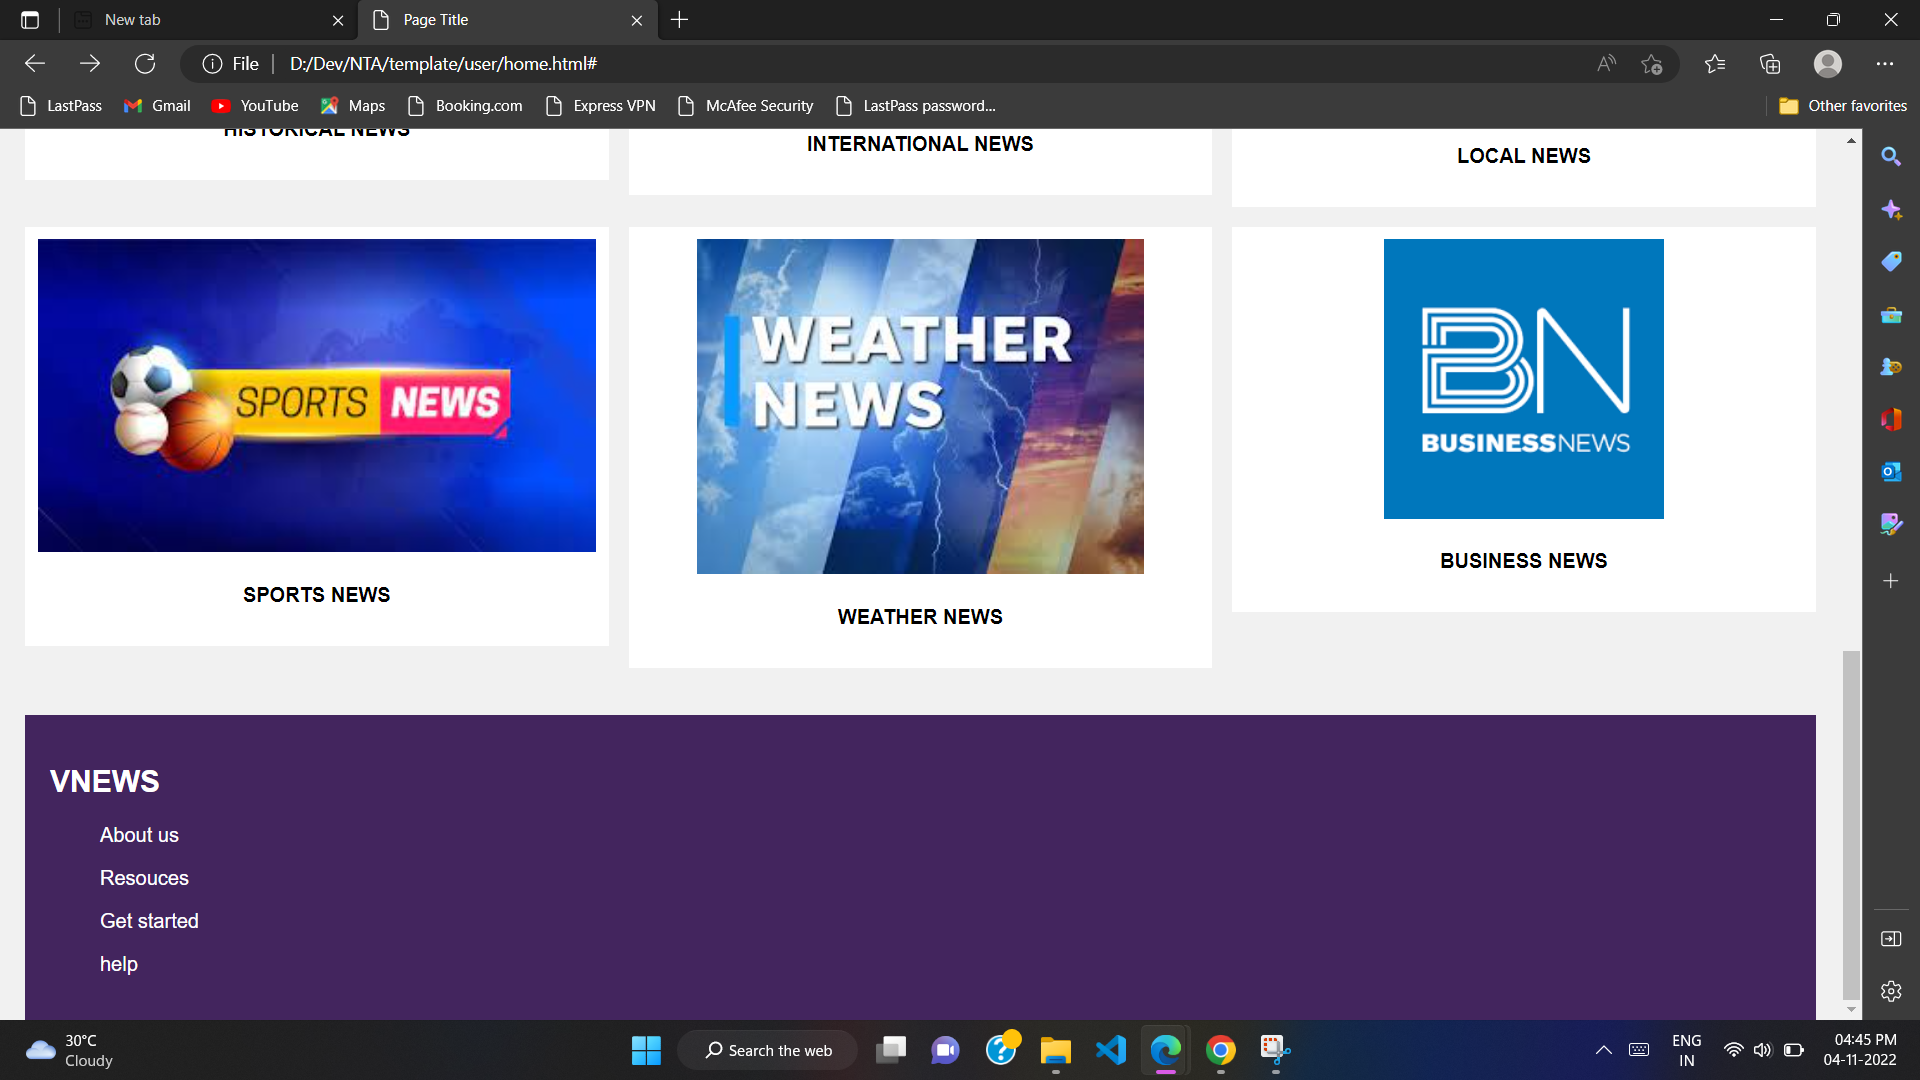 New tab
Page Title
File
D:/Dev/NTA/template/user/home.html#
LastPass
Gmail
YouTube
Maps
Booking.com
Express VPN
McAfee Security
LastPass password...
Other favorites
HISTORICAL NEWS
INTERNATIONAL NEWS
LOCAL NEWS
SPORTS NEWS
WEATHER
NEWS
BN
BUSINESSNEWS
SPORTS NEWS
WEATHER NEWS
BUSINESS NEWS
VNEWS
About us
Resouces
Get started
help
30°C
Cloudy
Search the web
ENG
IN
04:45 PM
04-11-2022